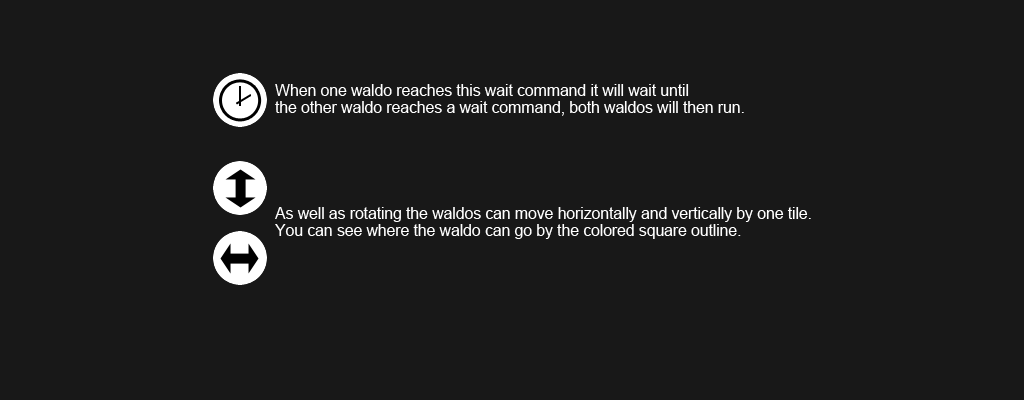 When one waldo reaches this wait command it will wait until
the other waldo reaches a wait command, both waldos will then run.
As well as rotating the waldos can move horizontally and vertically by one tile.
You can see where the waldo can go by the colored square outline.